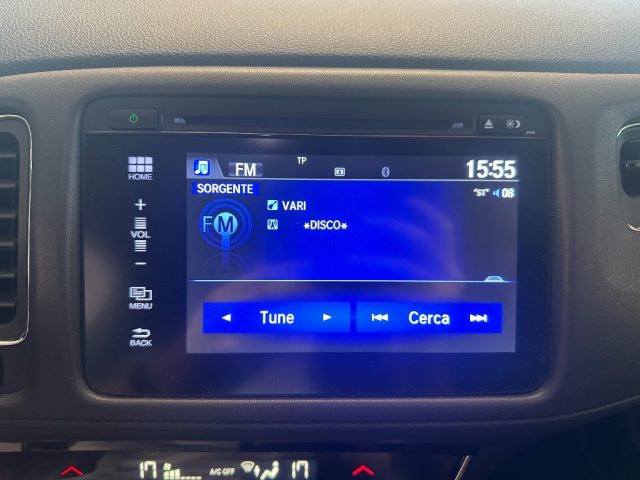 TP
FM
15:55
HOME
SORGENTE
"ST" 08
+
VARI
VOL
FM
*DISCO*
−
MENU
Tune
Cerca
BACK
17
A/C OFF
17